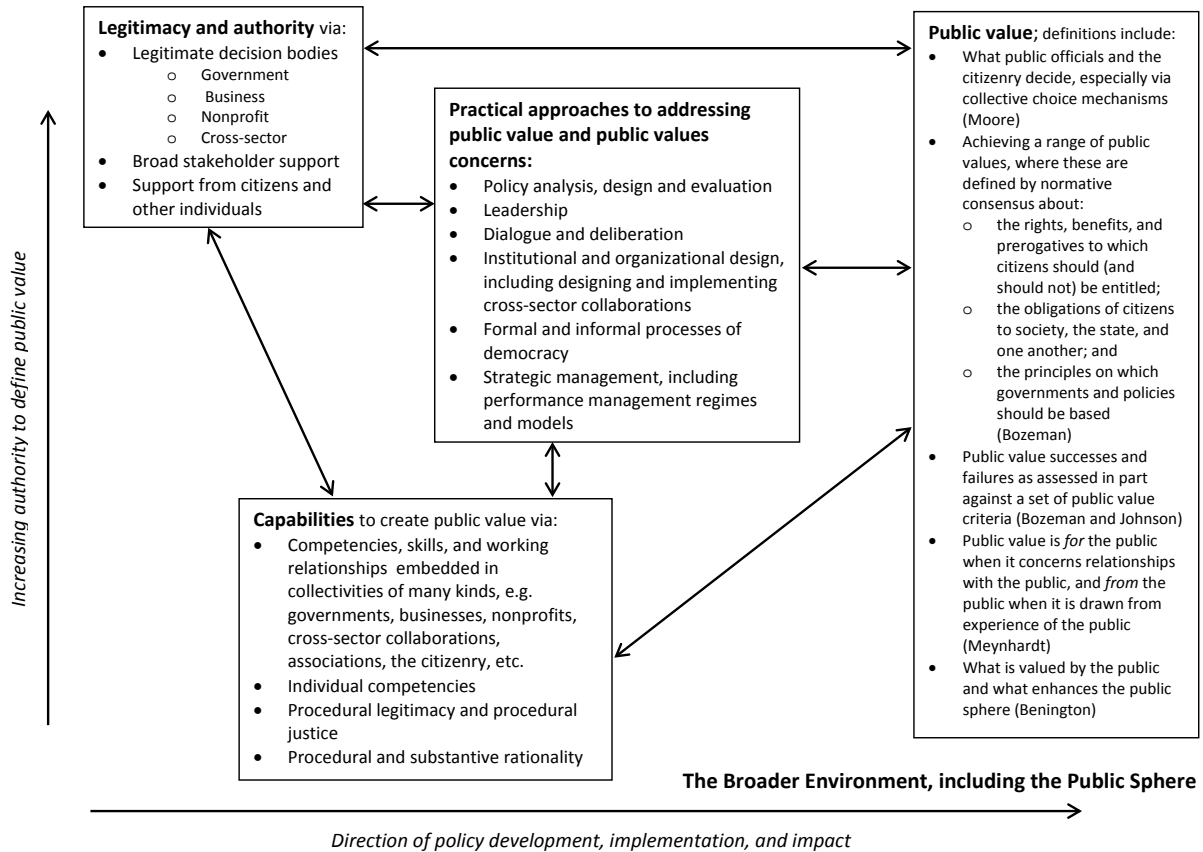 Legitimacy and authority via:
• Legitimate decision bodies
o Government
o Business
o Nonprofit
o Cross-sector
• Broad stakeholder support
• Support from citizens and
other individuals
Practical approaches to addressing
public value and public values
concerns:
• Policy analysis, design and evaluation
• Leadership
• Dialogue and deliberation
• Institutional and organizational design,
including designing and implementing
cross-sector collaborations
• Formal and informal processes of
democracy
• Strategic management, including
performance management regimes
and models
Public value; definitions include:
• What public officials and the
citizenry decide, especially via
collective choice mechanisms
(Moore)
• Achieving a range of public
values, where these are
defined by normative
consensus about:
o the rights, benefits, and
prerogatives to which
citizens should (and
should not) be entitled;
o the obligations of citizens
to society, the state, and
one another; and
o the principles on which
governments and policies
should be based
(Bozeman)
• Public value successes and
failures as assessed in part
against a set of public value
criteria (Bozeman and Johnson)
• Public value is for the public
when it concerns relationships
with the public, and from the
public when it is drawn from
experience of the public
(Meynhardt)
• What is valued by the public
and what enhances the public
sphere (Benington)
Capabilities to create public value via:
• Competencies, skills, and working
relationships embedded in
collectivities of many kinds, e.g.
governments, businesses, nonprofits,
cross-sector collaborations,
associations, the citizenry, etc.
• Individual competencies
• Procedural legitimacy and procedural
justice
• Procedural and substantive rationality
Increasing authority to define public value
The Broader Environment, including the Public Sphere
Direction of policy development, implementation, and impact